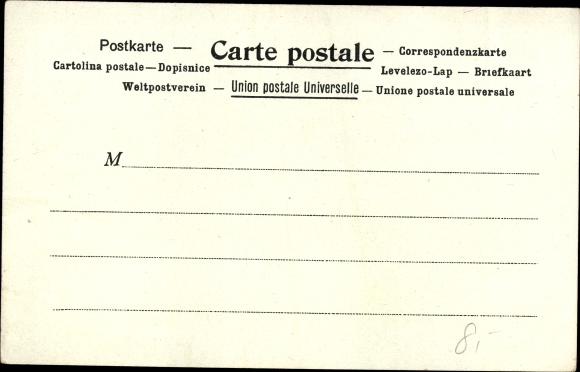 Postkarte — Carte postale — Correspondenzkarte
Cartolina postale — Dopisnice Levelezo-Lap — Briefkaart
Weltpostverein — Union postale Universelle — Unione postale universale
M
8,-